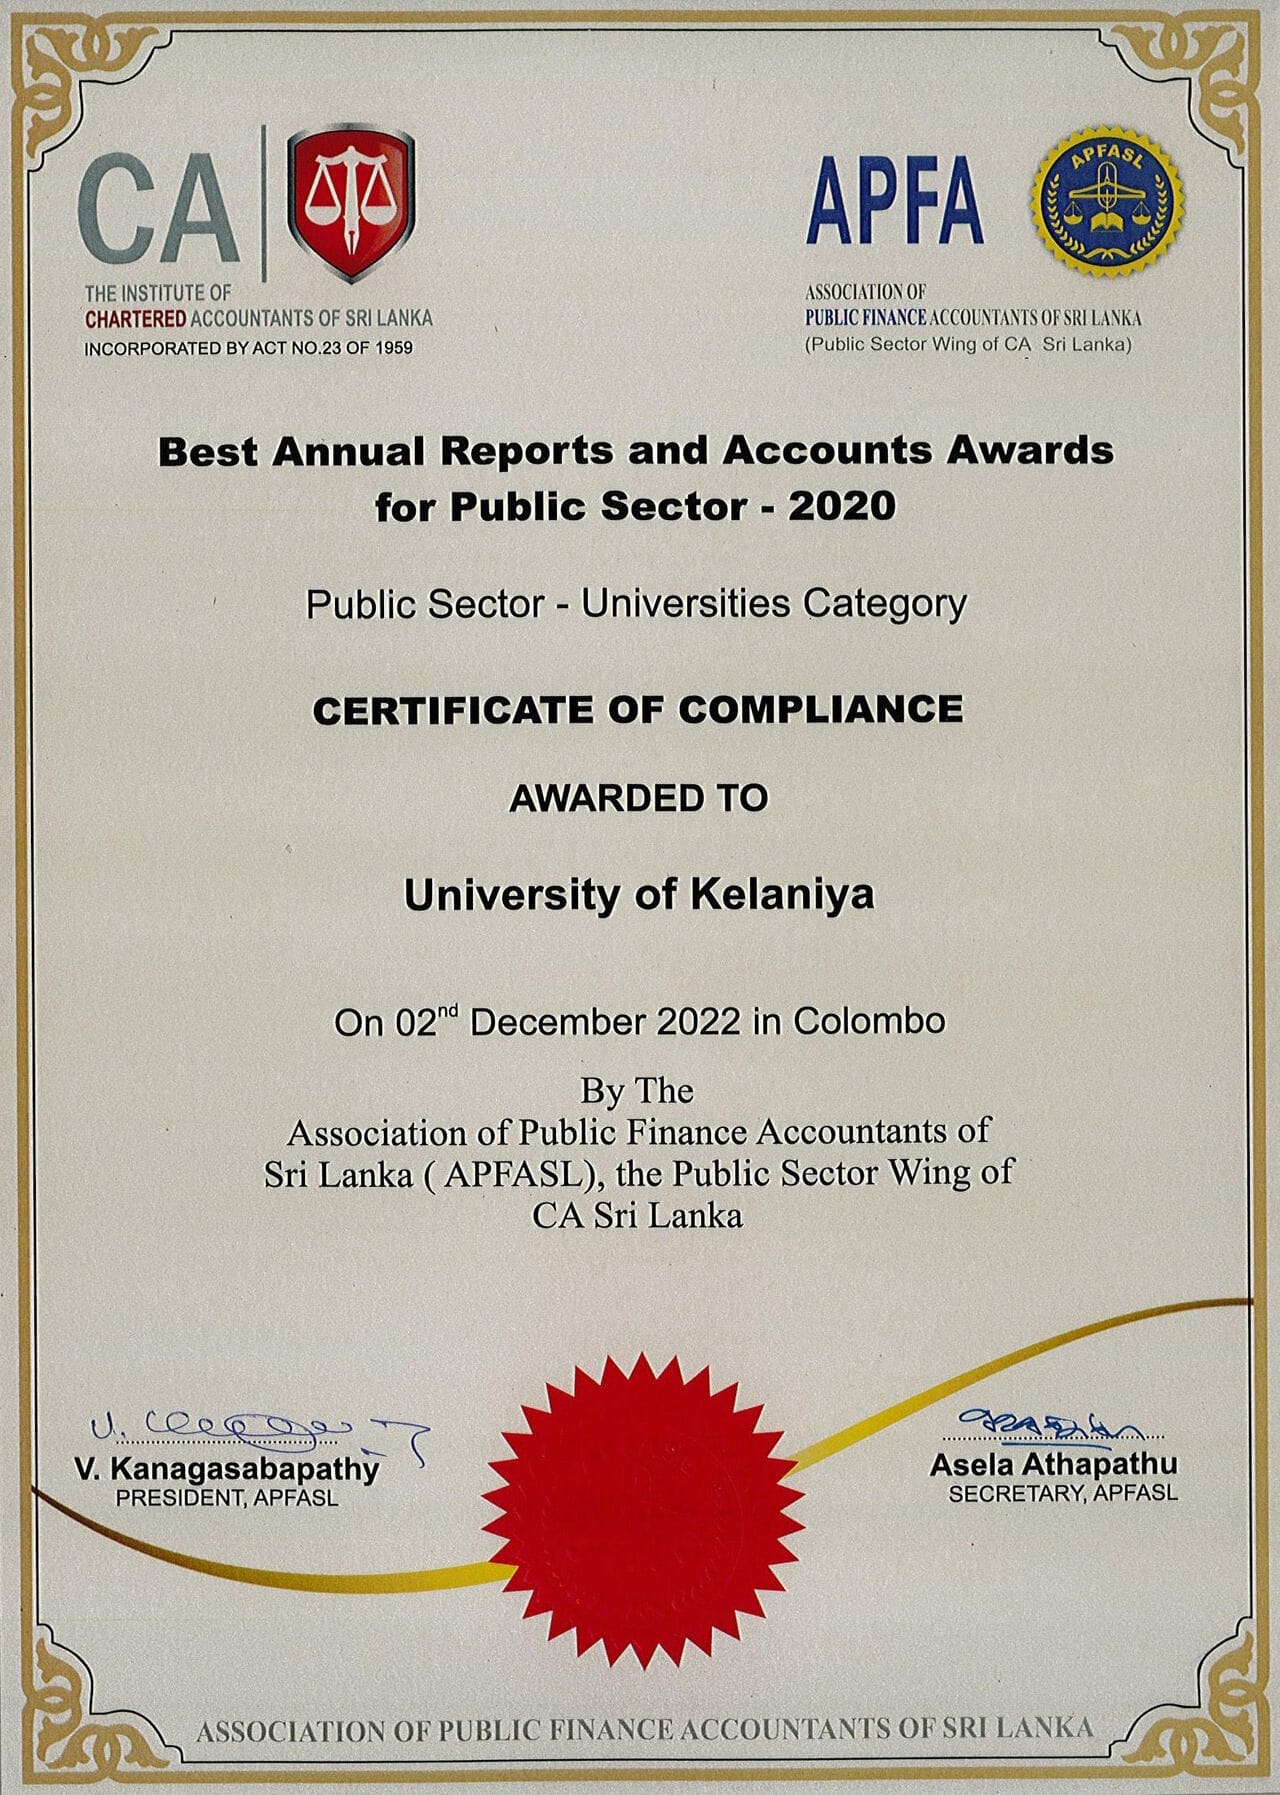 CA
THE INSTITUTE OF
CHARTERED ACCOUNTANTS OF SRI LANKA
INCORPORATED BY ACT NO.23 OF 1959
APFA
APFASL
ASSOCIATION OF
PUBLIC FINANCE ACCOUNTANTS OF SRI LANKA
(Public Sector Wing of CA Sri Lanka)
Best Annual Reports and Accounts Awards
for Public Sector - 2020
Public Sector - Universities Category
CERTIFICATE OF COMPLIANCE
AWARDED TO
University of Kelaniya
On 02nd December 2022 in Colombo
By The
Association of Public Finance Accountants of
Sri Lanka ( APFASL), the Public Sector Wing of
CA Sri Lanka
V. Kanagasabapathy
PRESIDENT, APFASL
Asela Athapathu
SECRETARY, APFASL
ASSOCIATION OF PUBLIC FINANCE ACCOUNTANTS OF SRI LANKA